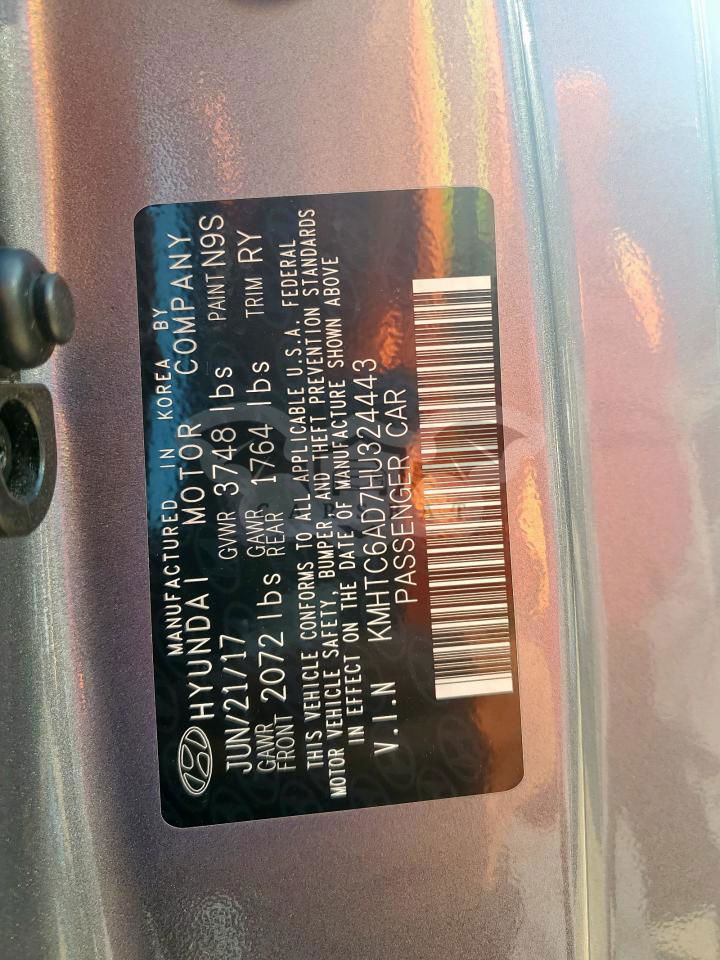 MANUFACTURED IN KOREA BY
HYUNDAI MOTOR COMPANY
JUN/21/17 GVWR 3748 lbs PAINT N9S
GAWR FRONT 2072 lbs GAWR REAR 1764 lbs TRIM RY
THIS VEHICLE CONFORMS TO ALL APPLICABLE U.S.A. FEDERAL
MOTOR VEHICLE SAFETY, BUMPER AND THEFT PREVENTION STANDARDS
IN EFFECT ON THE DATE OF MANUFACTURE SHOWN ABOVE
V.I.N KMHTC6AD7HU324443
PASSENGER CAR